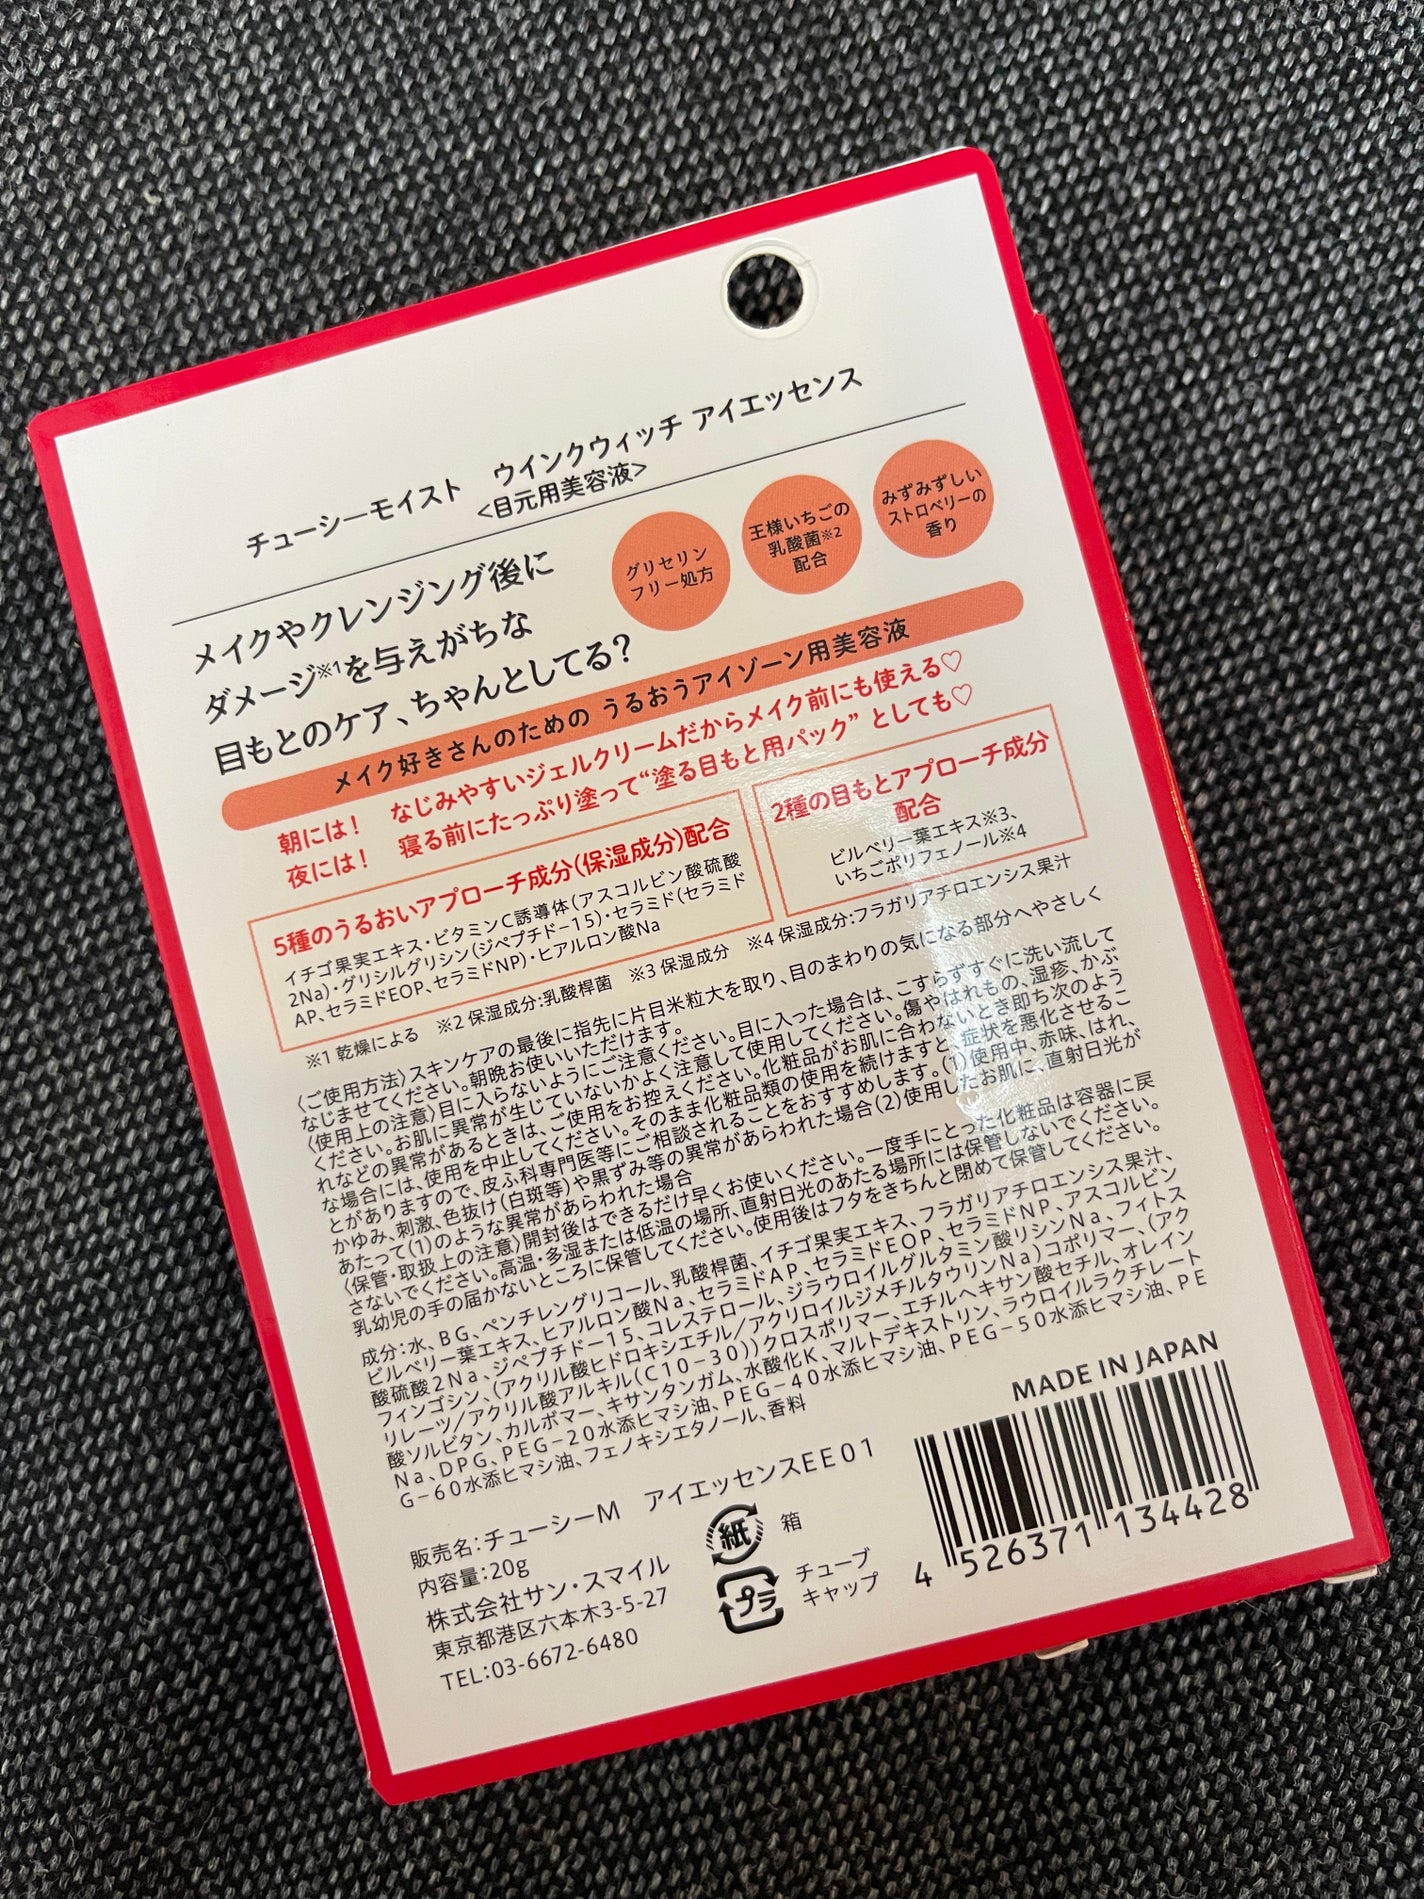 チューシーモイスト　ウインクウィッチ アイエッセンス
<目元用美容液>
メイクやクレンジング後に
ダメージ※1を与えがちな
目もとのケア、ちゃんとしてる？
グリセリン
フリー処方
王様いちごの
乳酸菌※2
配合
みずみずしい
ストロベリーの
香り
メイク好きさんのための うるおうアイゾーン用美容液
朝には！　なじみやすいジェルクリームだからメイク前にも使える♡
夜には！　寝る前にたっぷり塗って“塗る目もと用パック” としても♡
5種のうるおいアプローチ成分(保湿成分)配合
イチゴ果実エキス・ビタミンC誘導体(アスコルビン酸硫酸
2Na)・グリシルグリシン(ジペプチド-15)・セラミド(セラミド
AP、セラミドEOP、セラミドNP)・ヒアルロン酸Na
2種の目もとアプローチ成分
配合
ビルベリー葉エキス※3、
いちごポリフェノール※4
※1 乾燥による　※2 保湿成分:乳酸桿菌　※3 保湿成分　※4 保湿成分:フラガリアチロエンシス果汁
〈ご使用方法〉スキンケアの最後に指先に片目米粒大を取り、目のまわりの気になる部分へやさしく
なじませてください。朝晩お使いいただけます。
〈使用上の注意〉目に入らないようにご注意ください。目に入った場合は、こすらずすぐに洗い流して
ください。お肌に異常が生じていないかよく注意して使用してください。傷やはれもの、湿疹、かぶ
れなどの異常があるときは、ご使用をお控えください。化粧品がお肌に合わないとき即ち次のよう
な場合には、使用を中止してください。そのまま化粧品類の使用を続けますと、症状を悪化させるこ
とがありますので、皮ふ科専門医等にご相談されることをおすすめします。(1)使用中、赤味、はれ、
かゆみ、刺激、色抜け(白斑等)や黒ずみ等の異常があらわれた場合(2)使用したお肌に、直射日光が
あたって(1)のような異常があらわれた場合
〈保管・取扱上の注意〉開封後はできるだけ早くお使いください。一度手にとった化粧品は容器に戻
さないでください。高温・多湿または低温の場所、直射日光のあたる場所には保管しないでください。
乳幼児の手の届かないところに保管してください。使用後はフタをきちんと閉めて保管してください。
成分:水、BG、ペンチレングリコール、乳酸桿菌、イチゴ果実エキス、フラガリアチロエンシス果汁、
ビルベリー葉エキス、ヒアルロン酸Na、セラミドAP、セラミドEOP、セラミドNP、アスコルビン
酸硫酸2Na、ジペプチド-15、コレステロール、ジラウロイルグルタミン酸リシンNa、フィトス
フィンゴシン、(アクリル酸ヒドロキシエチル/アクリロイルジメチルタウリンNa)コポリマー、(アク
リレーツ/アクリル酸アルキル(C10-30))クロスポリマー、エチルヘキサン酸セチル、オレイン
酸ソルビタン、カルボマー、キサンタンガム、水酸化K、マルトデキストリン、ラウロイルラクチレート
Na、DPG、PEG-20水添ヒマシ油、PEG-40水添ヒマシ油、PEG-50水添ヒマシ油、PE
G-60水添ヒマシ油、フェノキシエタノール、香料
販売名:チューシーM　アイエッセンスEE01
内容量:20g
株式会社サン・スマイル
東京都港区六本木3-5-27
TEL:03-6672-6480
紙
箱
プラ
チューブ
キャップ
MADE IN JAPAN
4 526371 134428